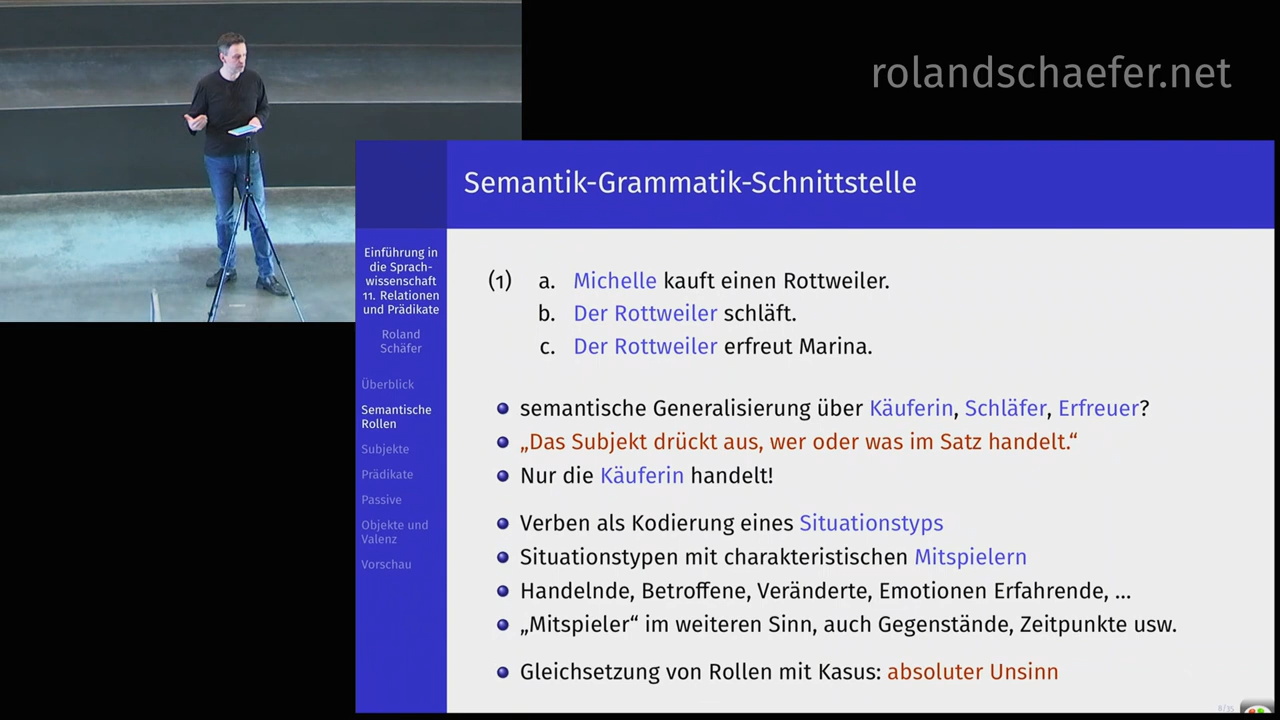 rolandschaefer.net
Semantik-Grammatik-Schnittstelle
Einführung in
die Sprach-
wissenschaft
11. Relationen
und Prädikate
Roland
Schäfer
Überblick
Semantische
Rollen
Subjekte
Prädikate
Passive
Objekte und
Valenz
Vorschau
(1) a. Michelle kauft einen Rottweiler.
b. Der Rottweiler schläft.
c. Der Rottweiler erfreut Marina.
semantische Generalisierung über Käuferin, Schläfer, Erfreuer?
„Das Subjekt drückt aus, wer oder was im Satz handelt.“
Nur die Käuferin handelt!
Verben als Kodierung eines Situationstyps
Situationstypen mit charakteristischen Mitspielern
Handelnde, Betroffene, Veränderte, Emotionen Erfahrende, ...
„Mitspieler“ im weiteren Sinn, auch Gegenstände, Zeitpunkte usw.
Gleichsetzung von Rollen mit Kasus: absoluter Unsinn